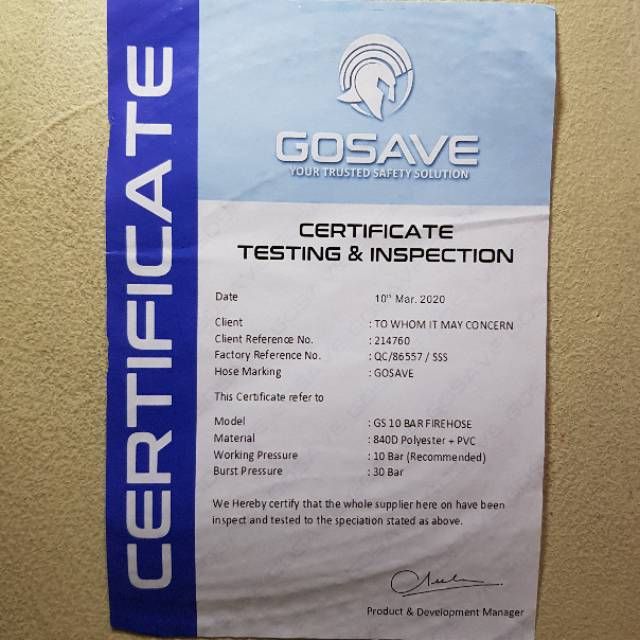 CERTIFICATE
GOSAVE
YOUR TRUSTED SAFETY SOLUTION
CERTIFICATE
TESTING & INSPECTION
Date 10th Mar. 2020
Client : TO WHOM IT MAY CONCERN
Client Reference No. : 214760
Factory Reference No. : QC/86557 / SSS
Hose Marking : GOSAVE
This Certificate refer to
Model : GS 10 BAR FIREHOSE
Material : 840D Polyester + PVC
Working Pressure : 10 Bar (Recommended)
Burst Pressure : 30 Bar
We Hereby certify that the whole supplier here on have been
inspect and tested to the speciation stated as above.
Product & Development Manager